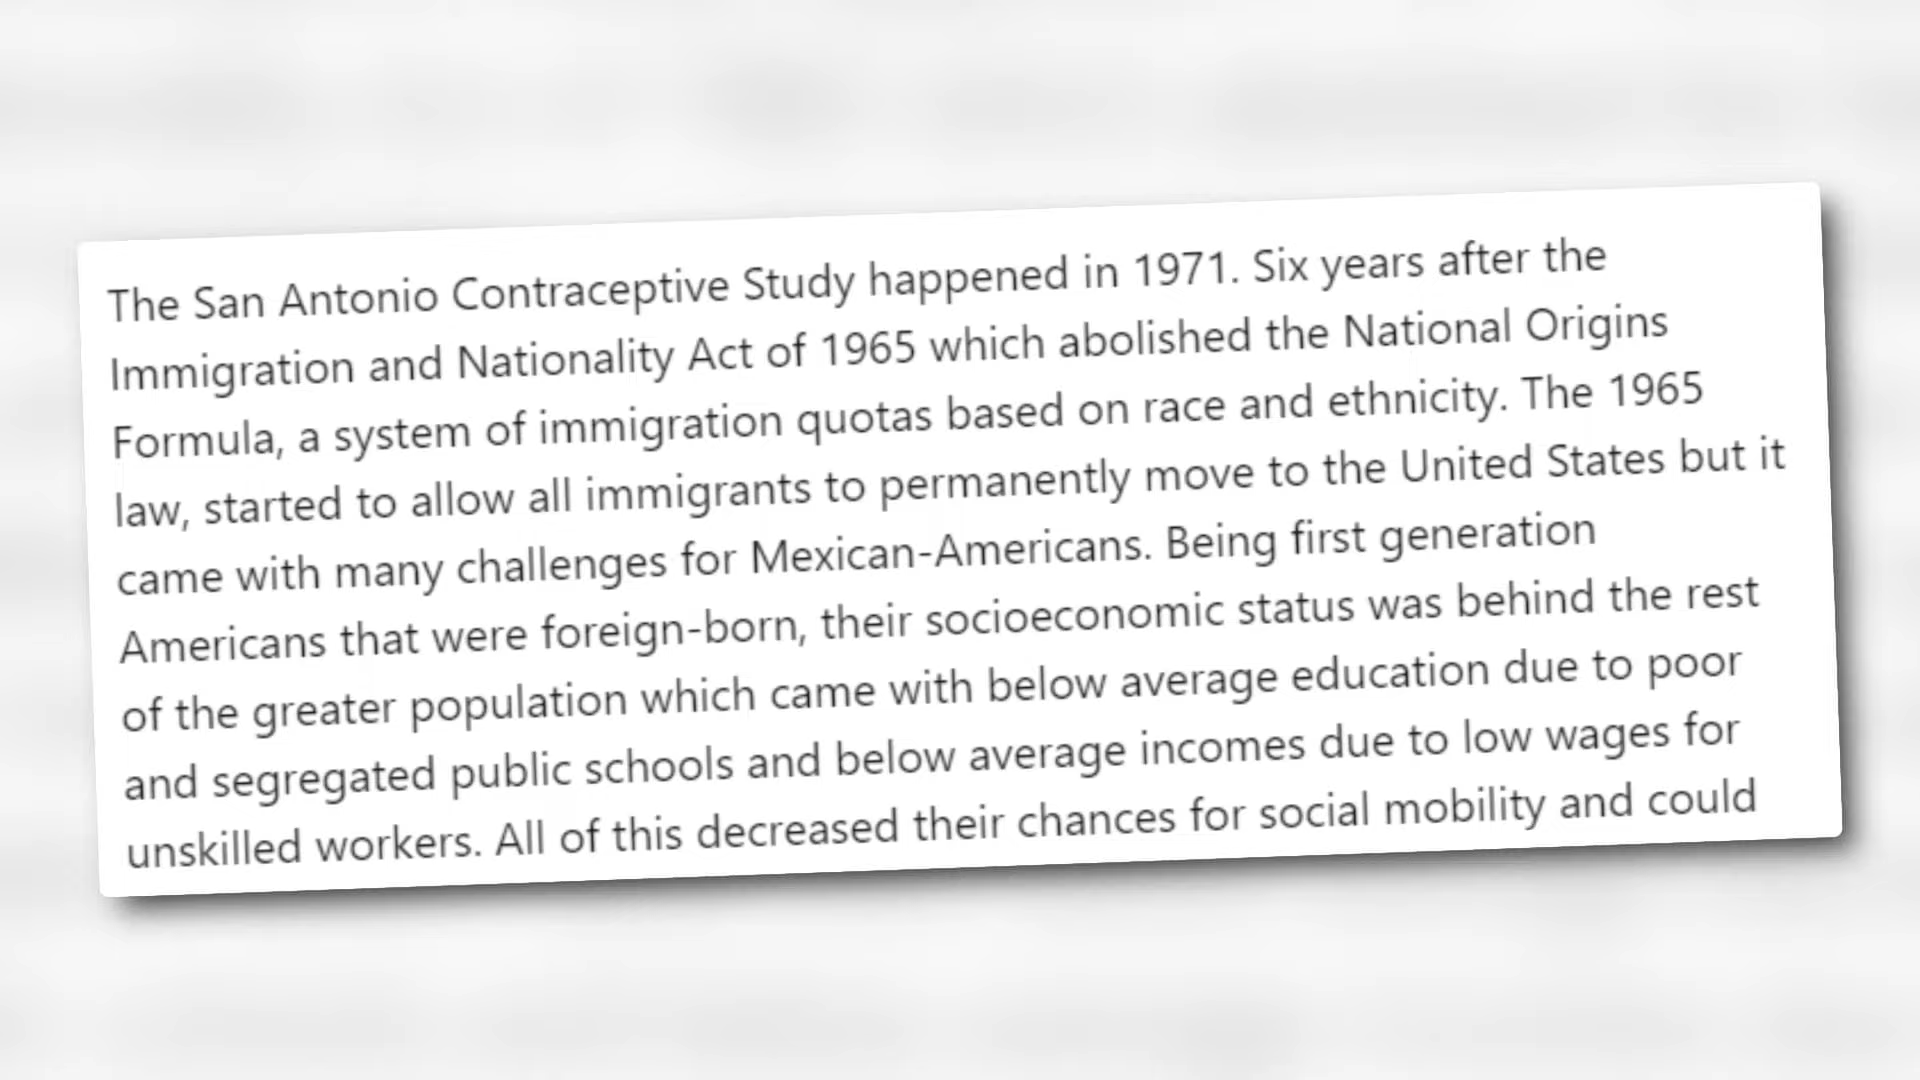 The San Antonio Contraceptive Study happened in 1971. Six years after the
Immigration and Nationality Act of 1965 which abolished the National Origins
Formula, a system of immigration quotas based on race and ethnicity. The 1965
law, started to allow all immigrants to permanently move to the United States but it
came with many challenges for Mexican-Americans. Being first generation
Americans that were foreign-born, their socioeconomic status was behind the rest
of the greater population which came with below average education due to poor
and segregated public schools and below average incomes due to low wages for
unskilled workers. All of this decreased their chances for social mobility and could